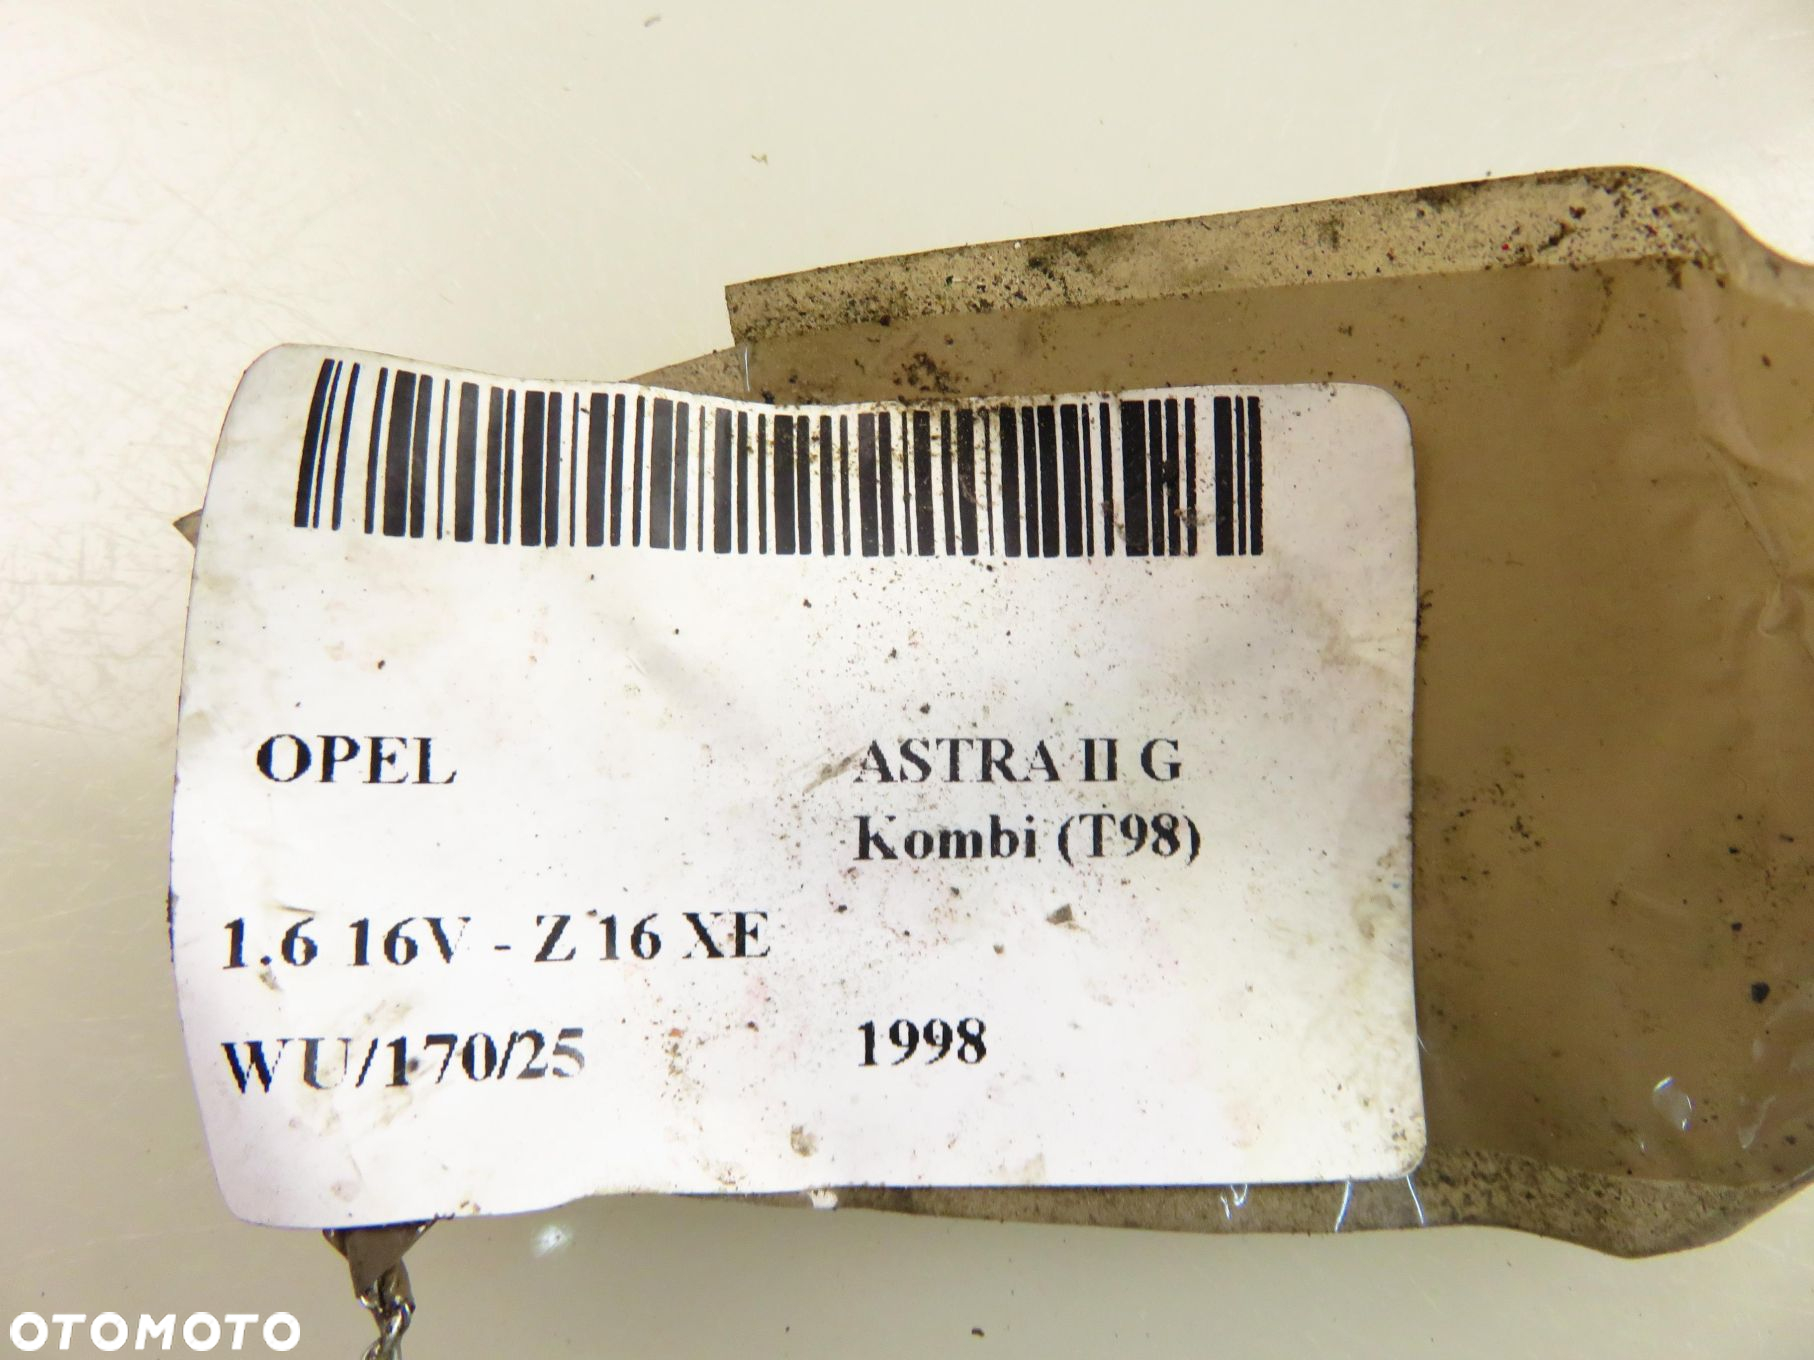 OPEL ASTRA II G
Kombi (T98)
1.6 16V - Z 16 XE
WU/170/25 1998
OTOMOTO